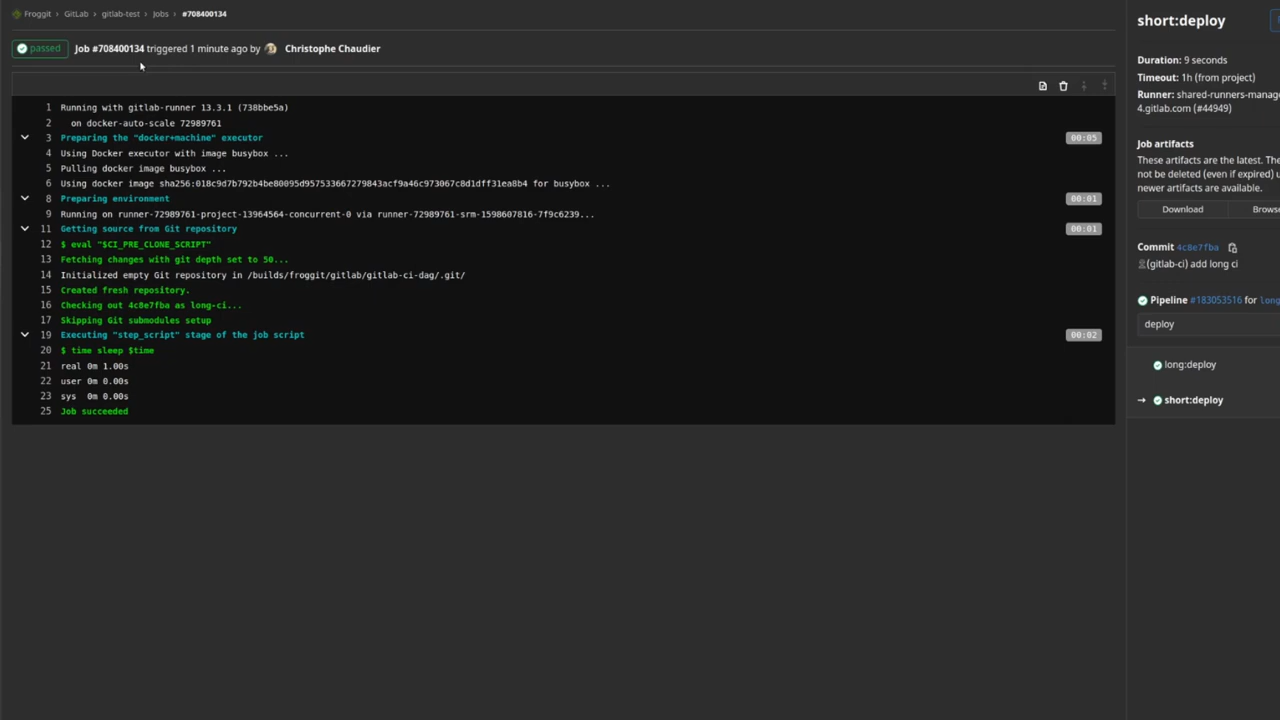 Froggit › GitLab › gitlab-test › Jobs › #708400134
passed Job #708400134 triggered 1 minute ago by Christophe Chaudier
1 Running with gitlab-runner 13.3.1 (738bbe5a)
2 on docker-auto-scale 72989761
3 Preparing the "docker+machine" executor 00:05
4 Using Docker executor with image busybox ...
5 Pulling docker image busybox ...
6 Using docker image sha256:018c9d7b792b4be80095d957533667279843acf9a46c973067c8d1dff31ea8b4 for busybox ...
8 Preparing environment 00:01
9 Running on runner-72989761-project-13964564-concurrent-0 via runner-72989761-srm-1598607816-7f9c6239...
11 Getting source from Git repository 00:01
12 $ eval "$CI_PRE_CLONE_SCRIPT"
13 Fetching changes with git depth set to 50...
14 Initialized empty Git repository in /builds/froggit/gitlab/gitlab-ci-dag/.git/
15 Created fresh repository.
16 Checking out 4c8e7fba as long-ci...
17 Skipping Git submodules setup
19 Executing "step_script" stage of the job script 00:02
20 $ time sleep $time
21 real 0m 1.00s
22 user 0m 0.00s
23 sys 0m 0.00s
25 Job succeeded
short:deploy
Duration: 9 seconds
Timeout: 1h (from project)
Runner: shared-runners-manage
4.gitlab.com (#44949)
Job artifacts
These artifacts are the latest. The
not be deleted (even if expired) u
newer artifacts are available.
Download Brows
Commit 4c8e7fba
(gitlab-ci) add long ci
Pipeline #183053516 for long
deploy
long:deploy
→ short:deploy